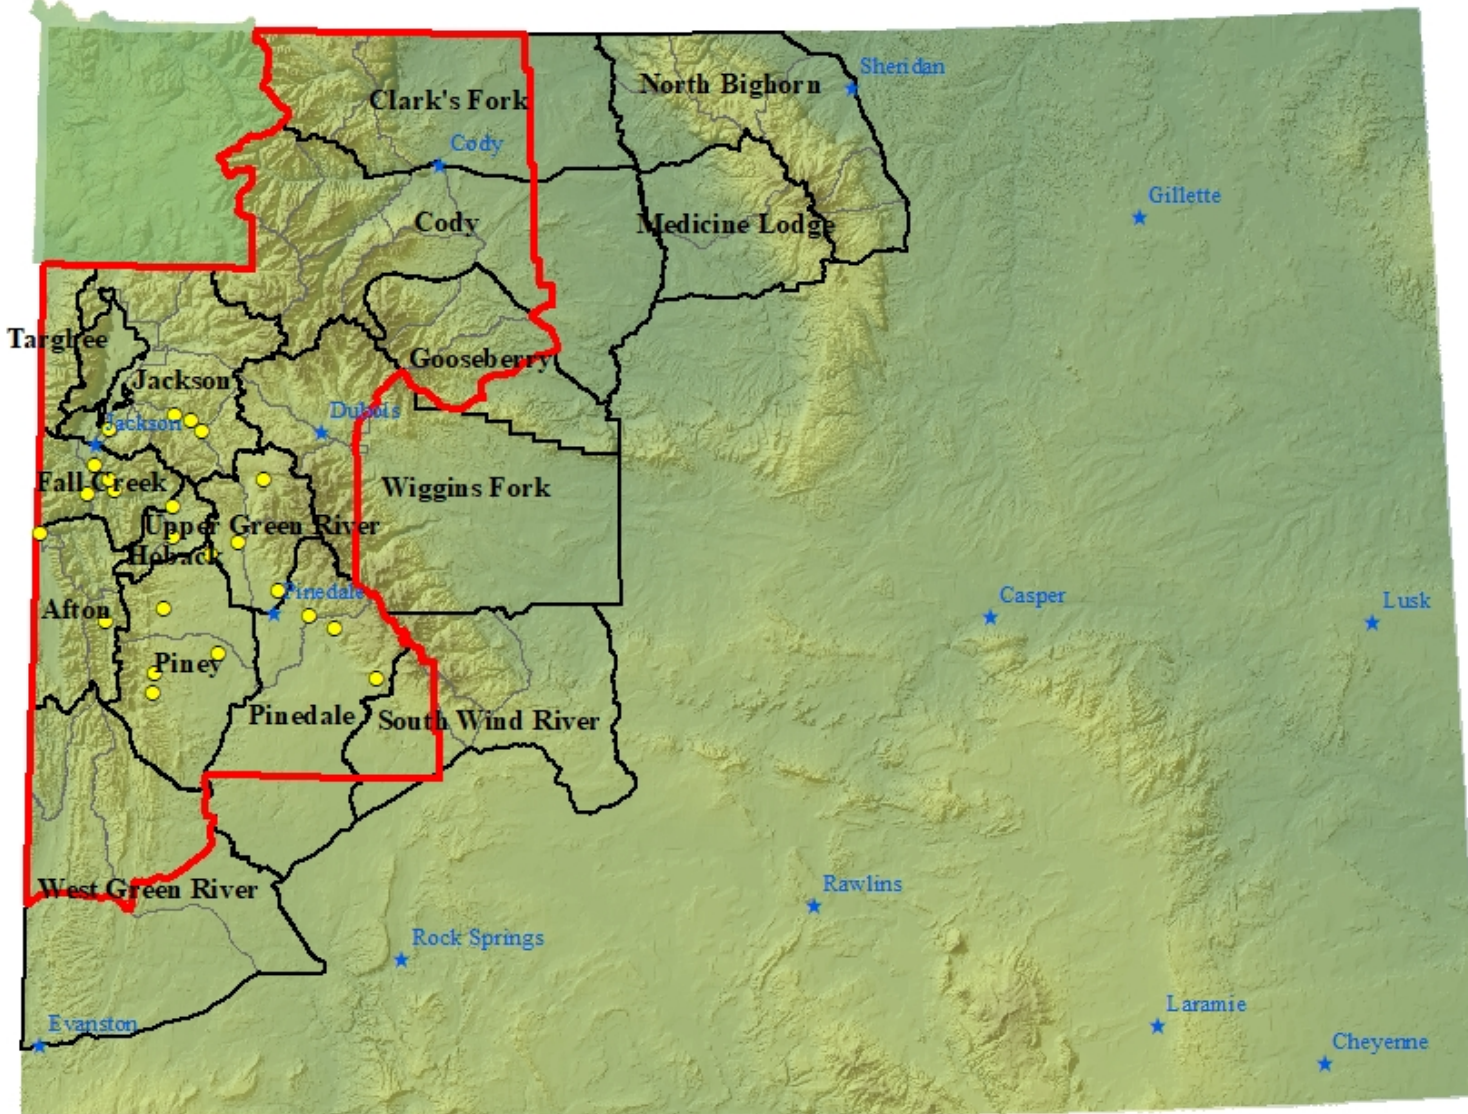 Sheridan
North Bighorn
Clark's Fork
Cody
Gillette
Cody
Medicine Lodge
Targhee
Gooseberry
Jackson
Dubois
Jackson
Fall Creek
Wiggins Fork
Upper Green River
Hoback
Pinedale
Casper
Lusk
Afton
Piney
Pinedale
South Wind River
West Green River
Rawlins
Rock Springs
Laramie
Evanston
Cheyenne